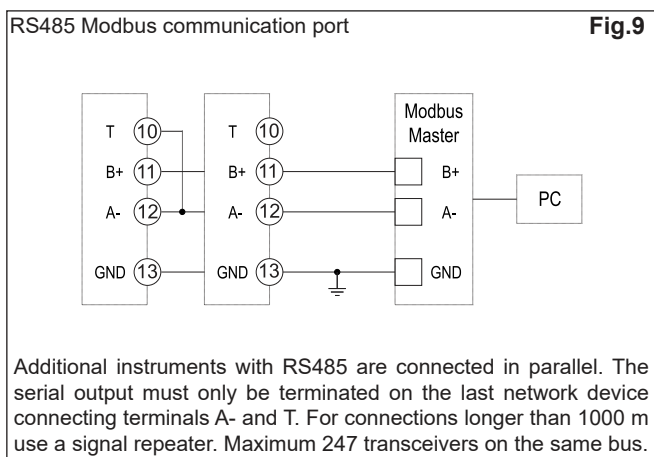 RS485 Modbus communication port Fig.9
Modbus
Master
T 10 T 10
B+ 11 B+ 11 B+
A- 12 A- 12 A- PC
GND 13 GND 13 GND
Additional instruments with RS485 are connected in parallel. The
serial output must only be terminated on the last network device
connecting terminals A- and T. For connections longer than 1000 m
use a signal repeater. Maximum 247 transceivers on the same bus.